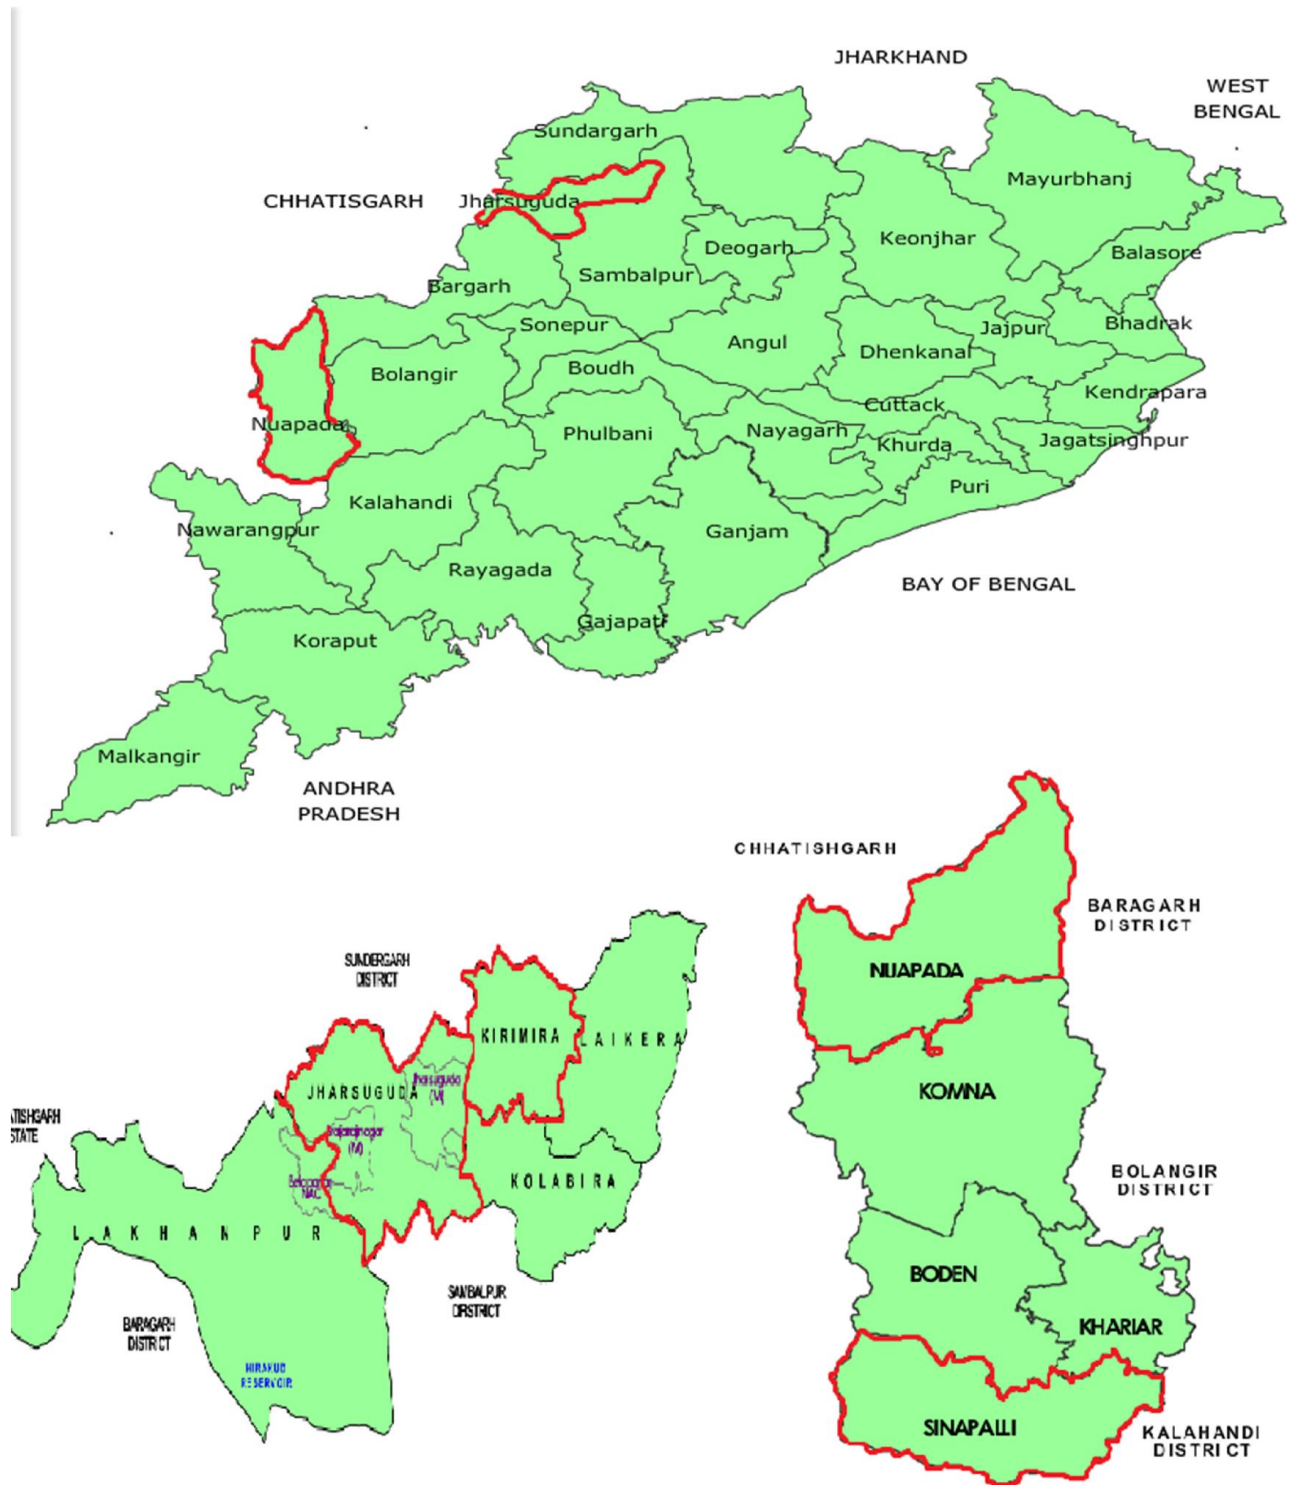 JHARKHAND
WEST
BENGAL
Sundargarh
Mayurbhanj
CHHATISGARH
Jharsuguda
Keonjhar
Deogarh
Balasore
Sambalpur
Bargarh
Sonepur
Jajpur
Bhadrak
Angul
Dhenkanal
Boudh
Bolangir
Kendrapara
Cuttack
Nuapada
Phulbani
Nayagarh
Khurda
Jagatsinghpur
Puri
Kalahandi
Nawarangpur
Ganjam
Rayagada
BAY OF BENGAL
Gajapati
Koraput
Malkangir
ANDHRA
PRADESH
SUNDERGARH
DISTRICT
KIRIMIRA
LAIKERA
JHARSUGUDA
Jharsuguda
(M)
ATISHGARH
STATE
(M)
NAC
KOLABIRA
LAKHANPUR
SAMBALPUR
DISTRICT
BARAGARH
DISTRICT
HIRAKUD
RESERVOIR
CHHATISHGARH
BARAGARH
DISTRICT
NUAPADA
KOMNA
BOLANGIR
DISTRICT
BODEN
KHARIAR
SINAPALLI
KALAHANDI
DISTRICT